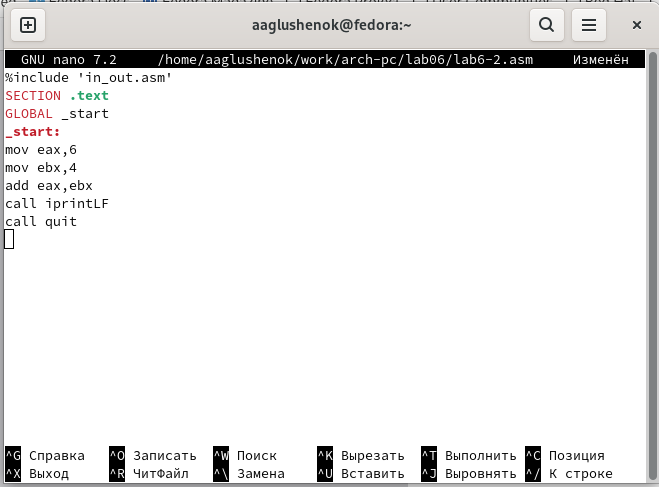 aaglushenok@fedora:~
GNU nano 7.2 /home/aaglushenok/work/arch-pc/lab06/lab6-2.asm Изменён
%include 'in_out.asm'
SECTION .text
GLOBAL _start
_start:
mov eax,6
mov ebx,4
add eax,ebx
call iprintLF
call quit
^G Справка ^O Записать ^W Поиск ^K Вырезать ^T Выполнить ^C Позиция
^X Выход ^R ЧитФайл ^\ Замена ^U Вставить ^J Выровнять ^/ К строке